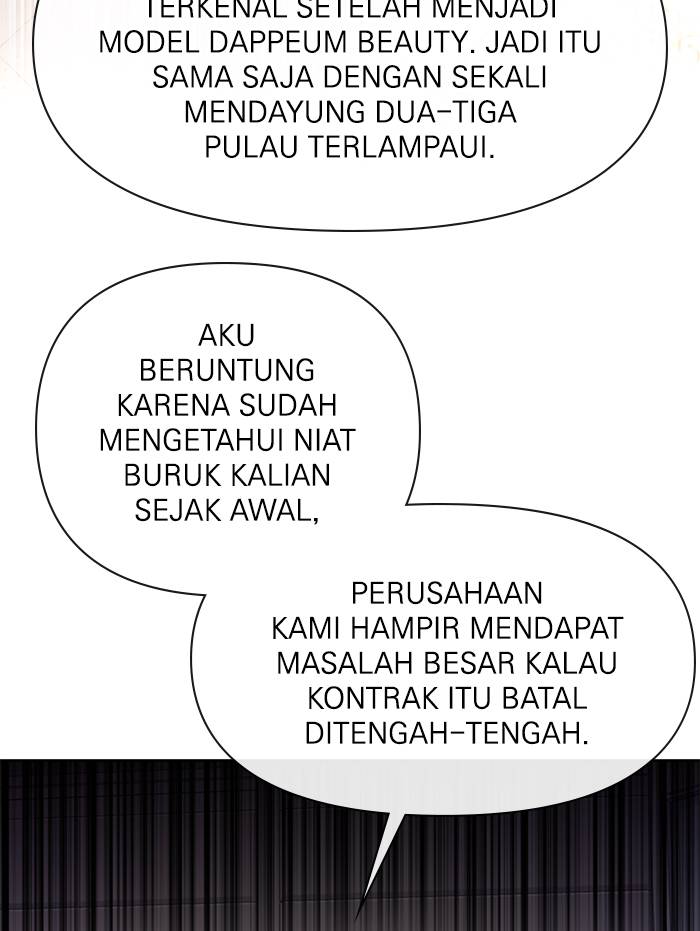 TERKENAL SETELAH MENJADI
MODEL DAPPEUM BEAUTY. JADI ITU
SAMA SAJA DENGAN SEKALI
MENDAYUNG DUA-TIGA
PULAU TERLAMPAUI.
AKU
BERUNTUNG
KARENA SUDAH
MENGETAHUI NIAT
BURUK KALIAN
SEJAK AWAL,
PERUSAHAAN
KAMI HAMPIR MENDAPAT
MASALAH BESAR KALAU
KONTRAK ITU BATAL
DITENGAH-TENGAH.